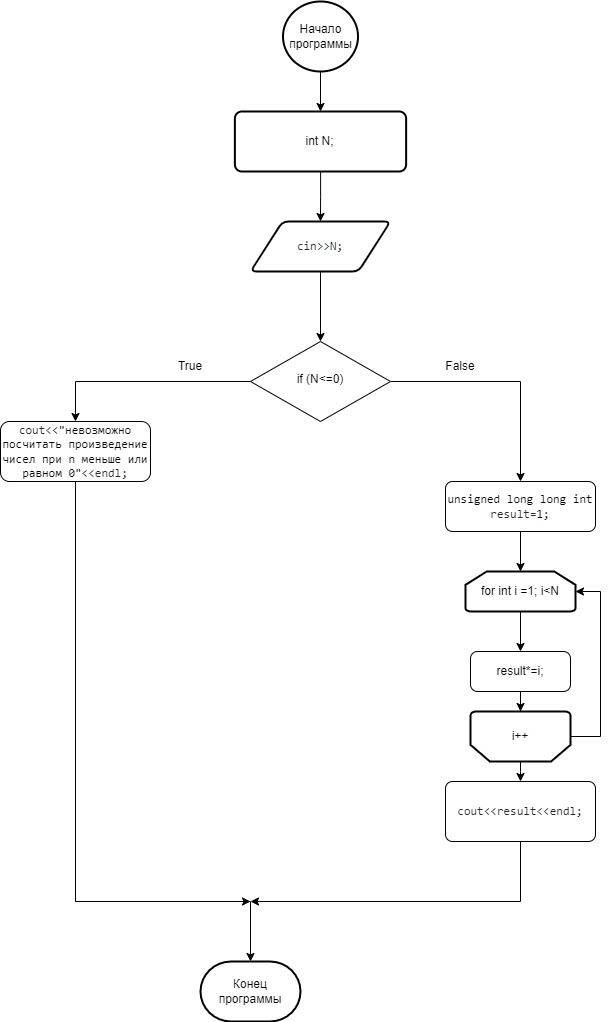 Начало
программы
int N;
cin>>N;
True
False
if (N<=0)
cout<<"невозможно
посчитать произведение
чисел при n меньше или
равном 0"<<endl;
unsigned long long int
result=1;
for int i =1; i<N
result*=i;
i++
cout<<result<<endl;
Конец
программы